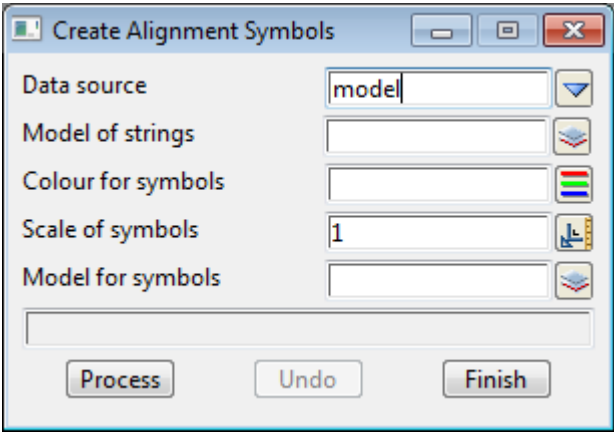 Create Alignment Symbols
Data source model
Model of strings
Colour for symbols
Scale of symbols 1
Model for symbols
Process Undo Finish